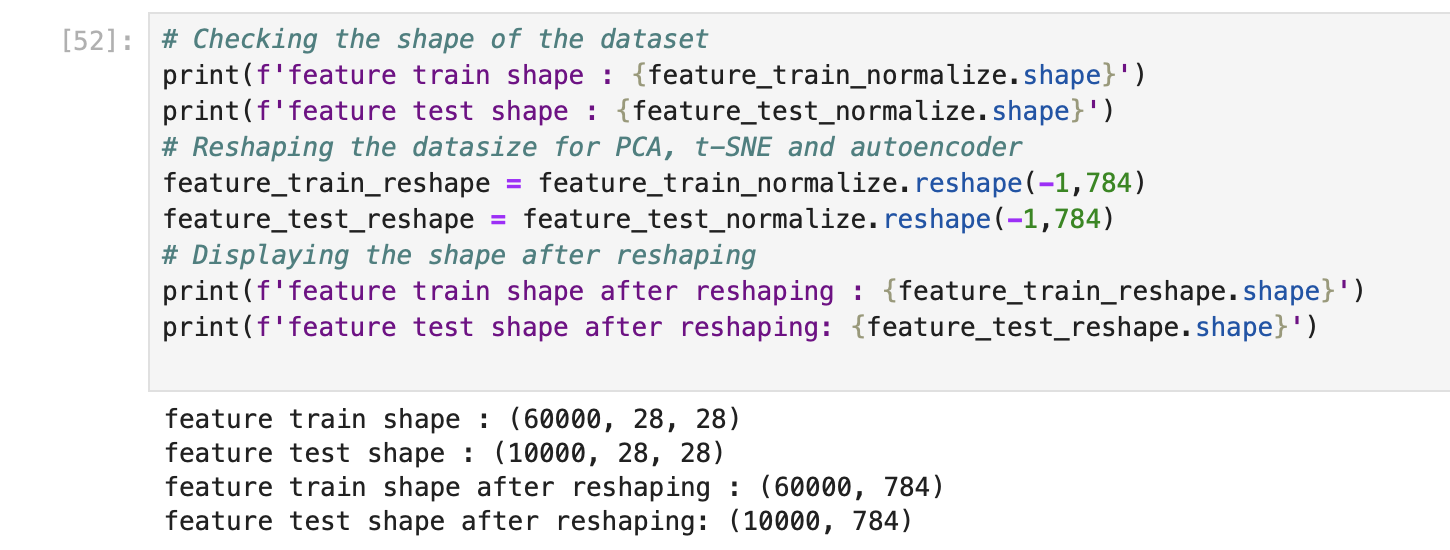 [52]:
# Checking the shape of the dataset
print(f'feature train shape : {feature_train_normalize.shape}')
print(f'feature test shape : {feature_test_normalize.shape}')
# Reshaping the datasize for PCA, t-SNE and autoencoder
feature_train_reshape = feature_train_normalize.reshape(-1,784)
feature_test_reshape = feature_test_normalize.reshape(-1,784)
# Displaying the shape after reshaping
print(f'feature train shape after reshaping : {feature_train_reshape.shape}')
print(f'feature test shape after reshaping: {feature_test_reshape.shape}')
feature train shape : (60000, 28, 28)
feature test shape : (10000, 28, 28)
feature train shape after reshaping : (60000, 784)
feature test shape after reshaping: (10000, 784)